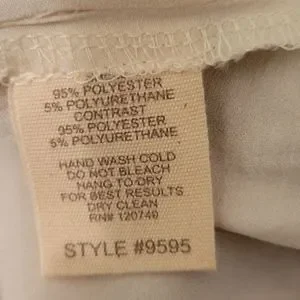 95% POLYESTER
5% POLYURETHANE
CONTRAST
95% POLYESTER
5% POLYURETHANE
HAND WASH COLD
DO NOT BLEACH
HANG TO DRY
FOR BEST RESULTS
DRY CLEAN
RN# 120740
STYLE #9595